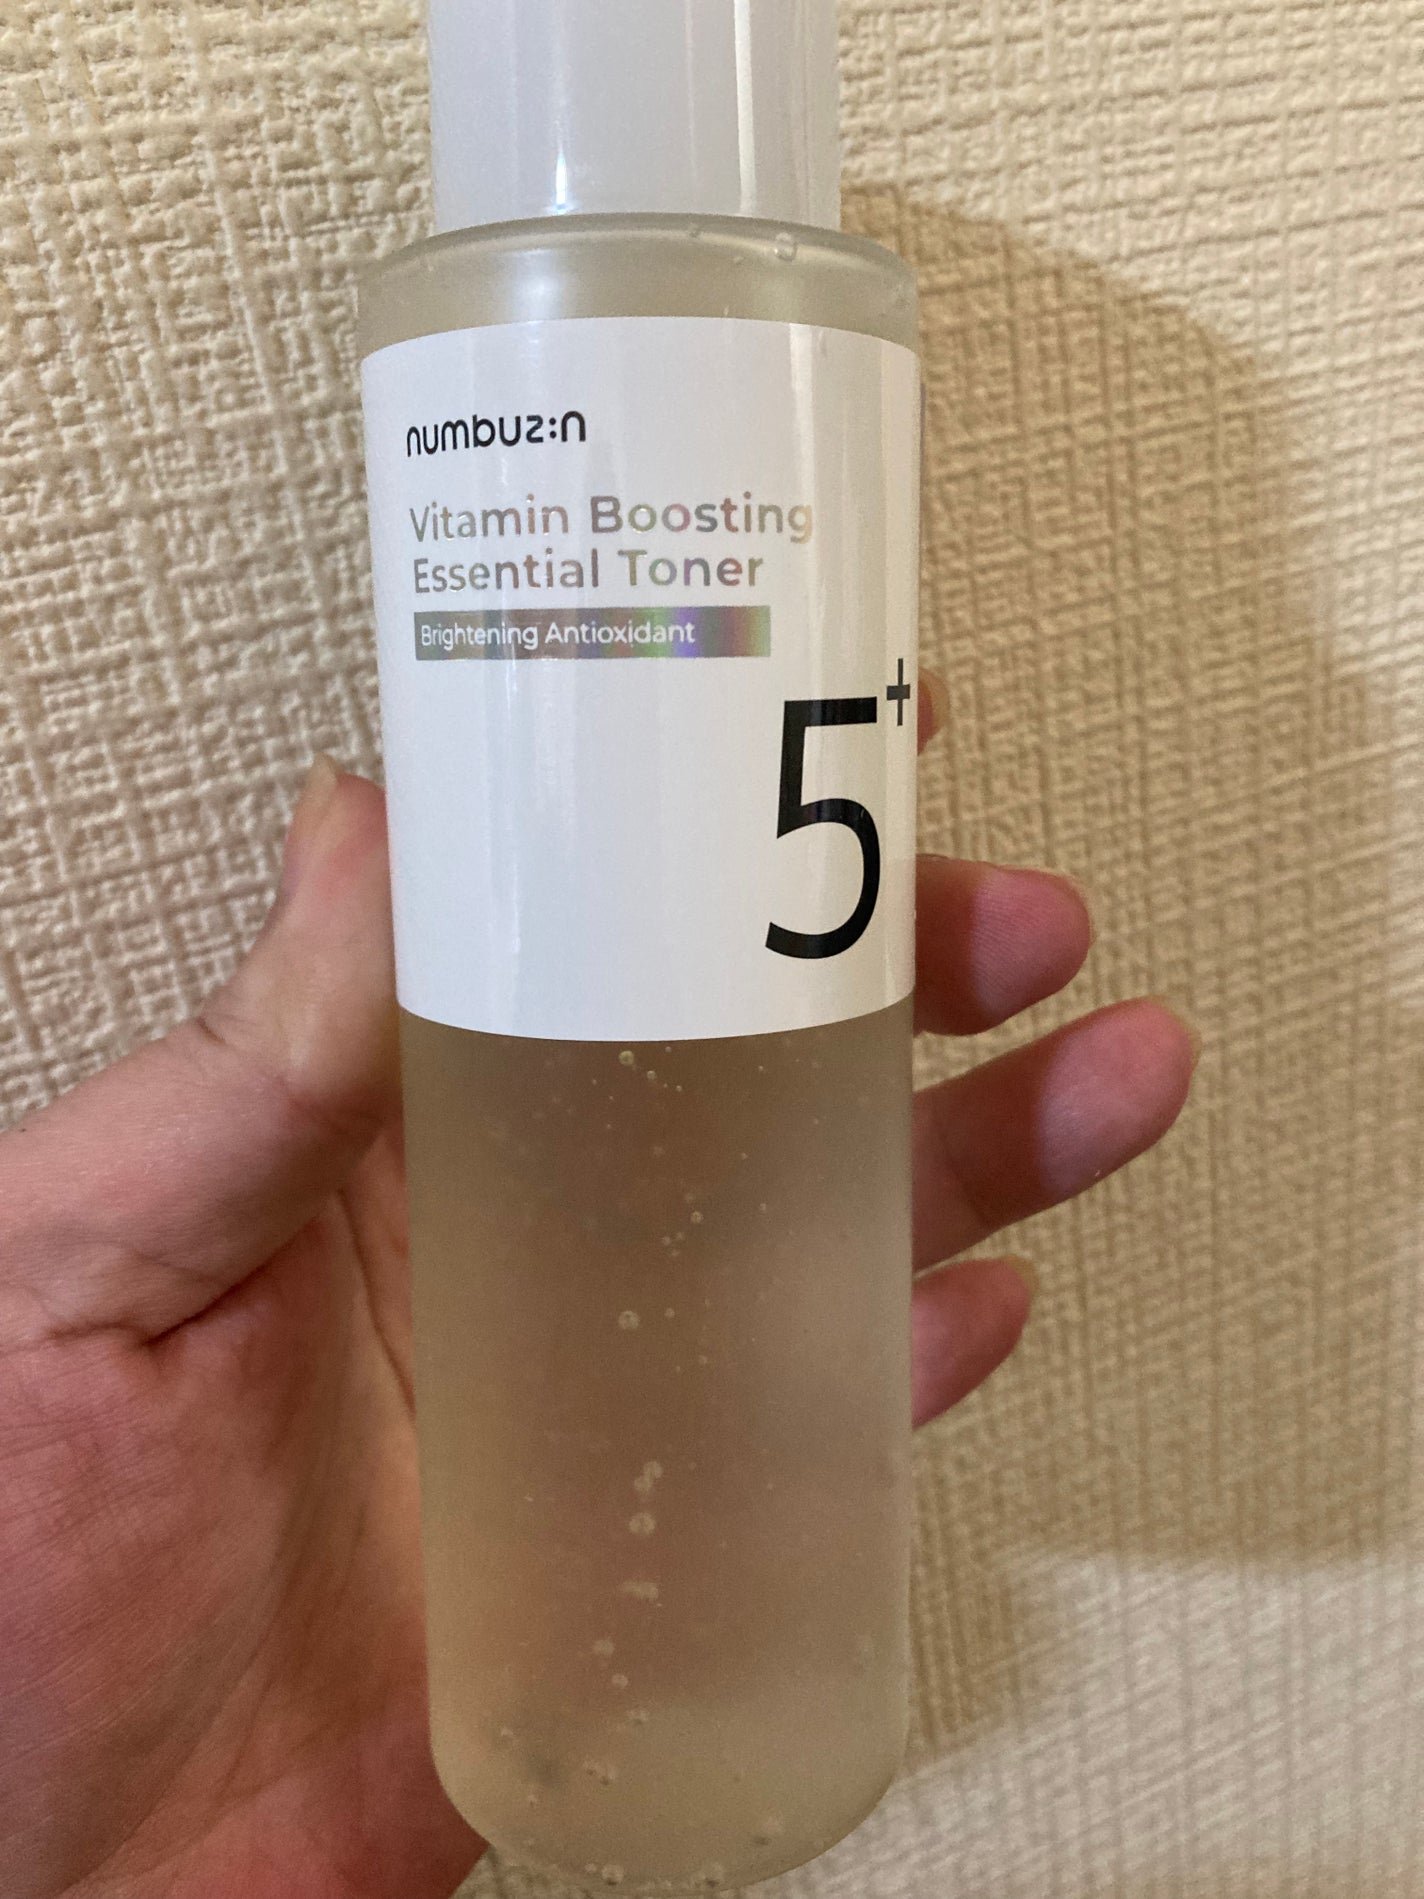 numbuz:n
Vitamin Boosting
Essential Toner
Brightening Antioxidant
5+